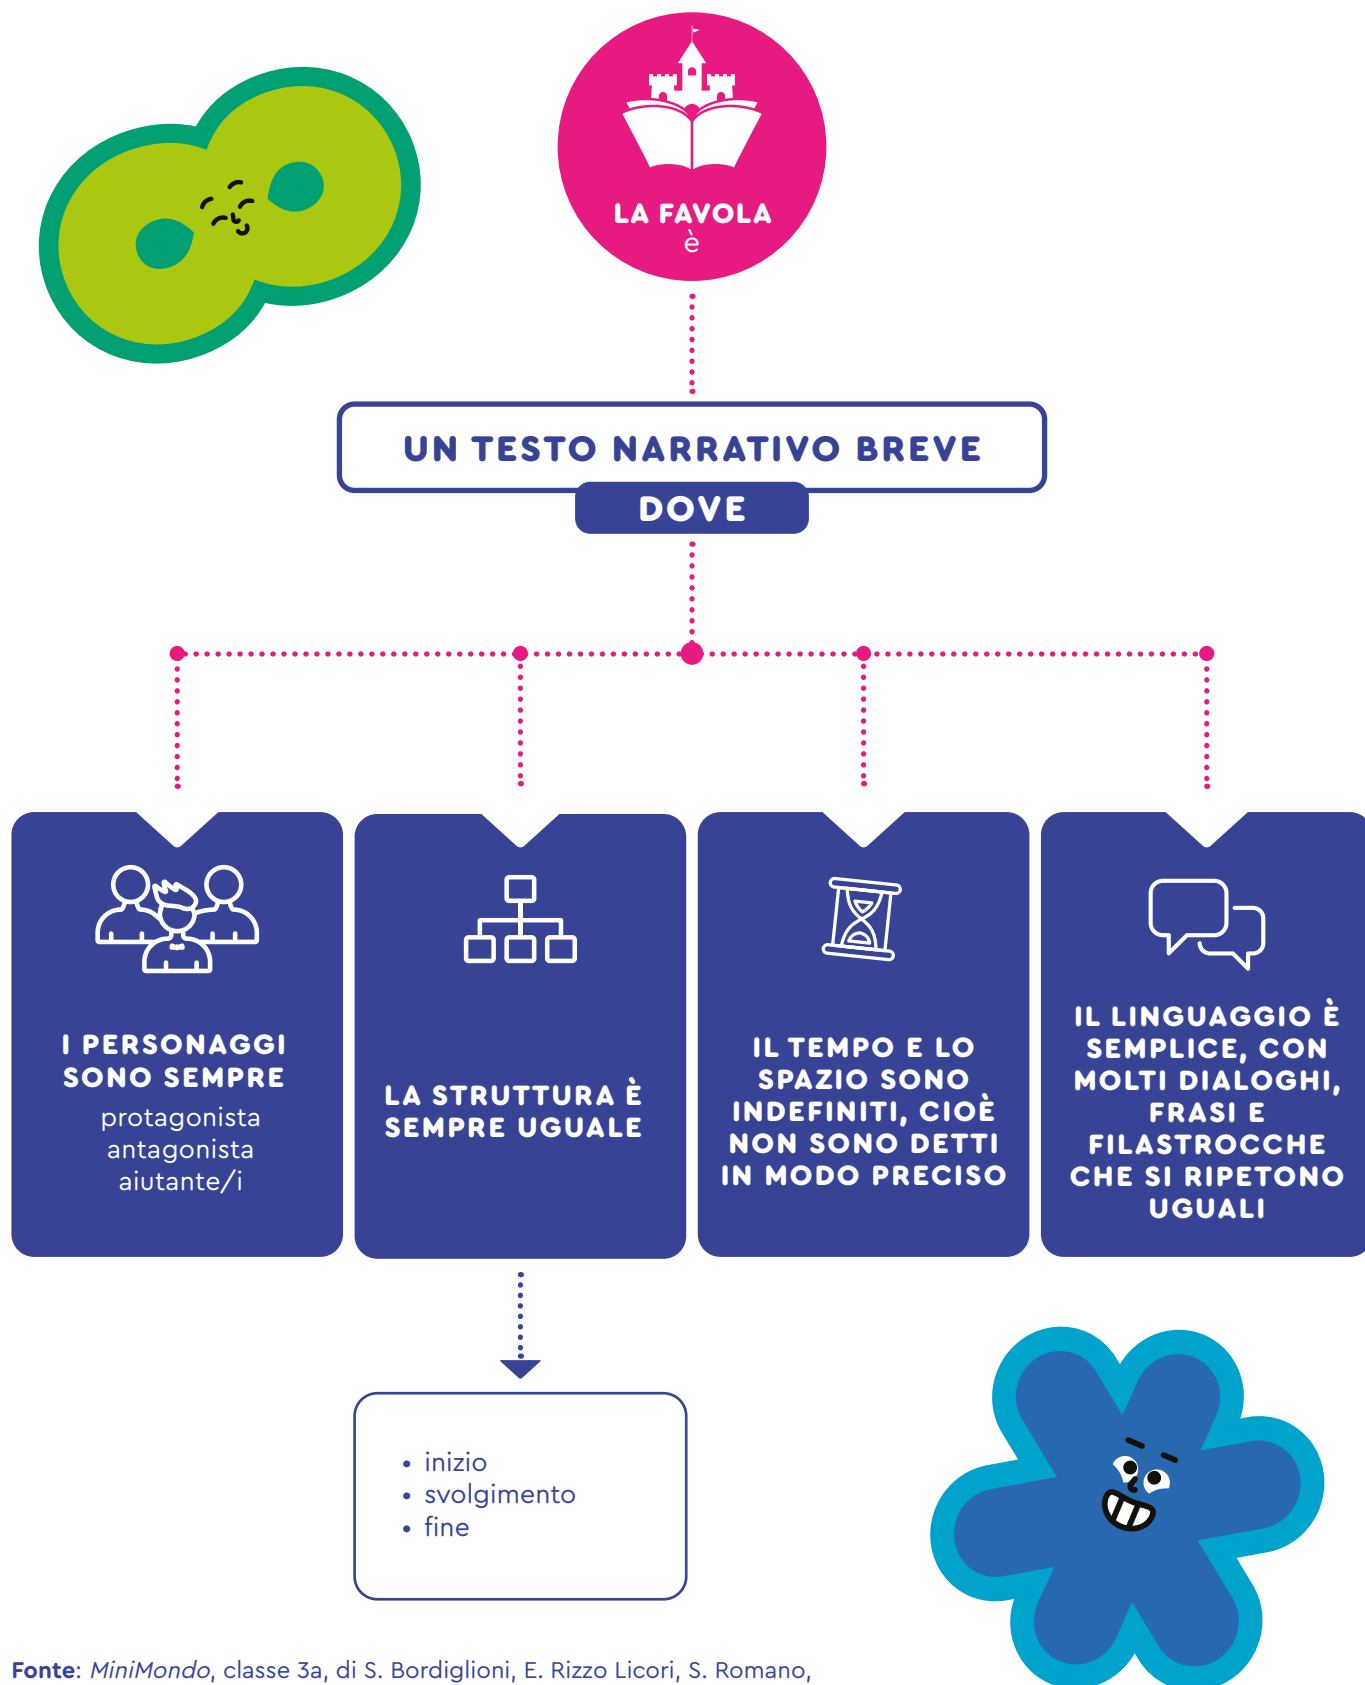 LA FAVOLA
è
UN TESTO NARRATIVO BREVE
DOVE
I PERSONAGGI
SONO SEMPRE
protagonista
antagonista
aiutante/i
LA STRUTTURA È
SEMPRE UGUALE
IL TEMPO E LO
SPAZIO SONO
INDEFINITI, CIOÈ
NON SONO DETTI
IN MODO PRECISO
IL LINGUAGGIO È
SEMPLICE, CON
MOLTI DIALOGHI,
FRASI E
FILASTROCCHE
CHE SI RIPETONO
UGUALI
• inizio
• svolgimento
• fine
Fonte: MiniMondo, classe 3a, di S. Bordiglioni, E. Rizzo Licori, S. Romano,